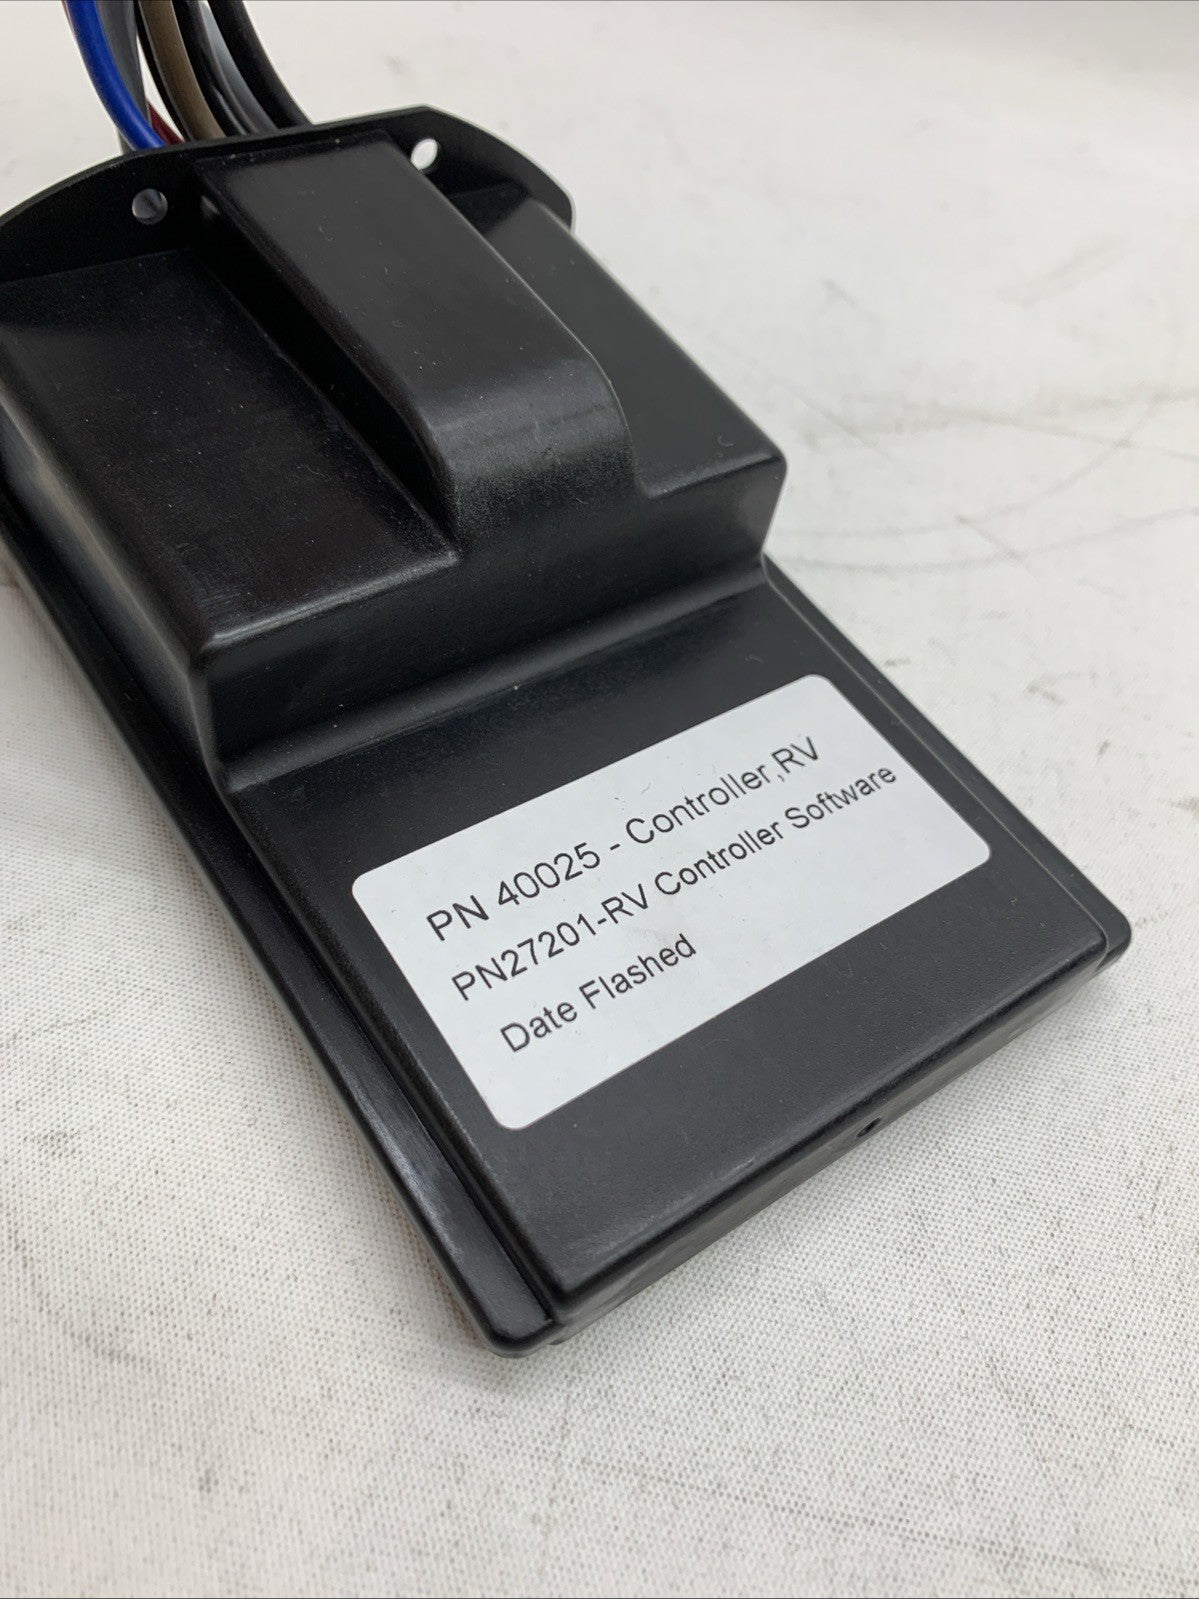 PN 40025 - Controller,RV
PN27201-RV Controller Software
Date Flashed